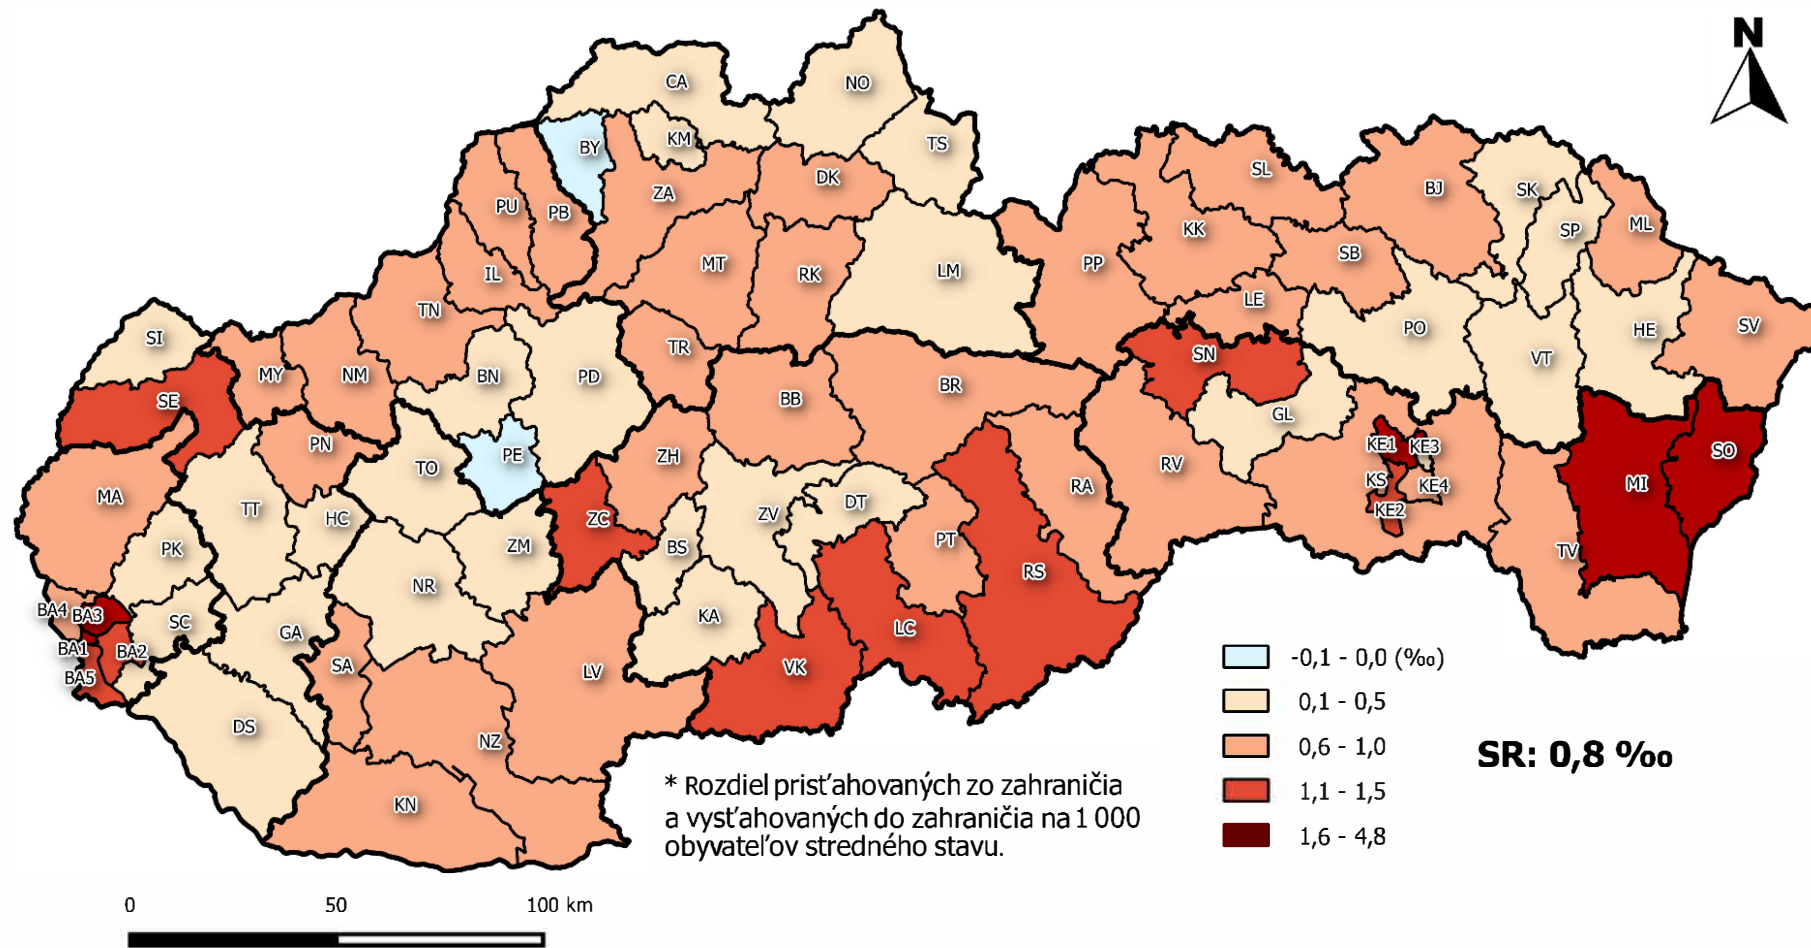 N
CA
NO
BY
KM
TS
ZA
DK
SL
BJ
SK
PU
PB
SP
ML
KK
SB
IL
MT
RK
LM
PP
LE
TN
SI
PO
HE
SV
VT
MY
NM
BN
PD
TR
SN
BR
SE
BB
GL
PN
TO
PE
ZH
KE1
KE3
SO
MA
RV
KS
KE4
MI
TT
HC
ZC
ZV
DT
RA
KE2
PK
ZM
BS
PT
TV
NR
RS
BA4
BA3
SC
GA
KA
LC
BA1
BA2
BA5
SA
LV
VK
DS
NZ
KN
-0,1 - 0,0 (‰)
0,1 - 0,5
0,6 - 1,0
1,1 - 1,5
1,6 - 4,8
SR: 0,8 ‰
* Rozdiel prisťahovaných zo zahraničia
a vysťahovaných do zahraničia na 1 000
obyvateľov stredného stavu.
0 50 100 km